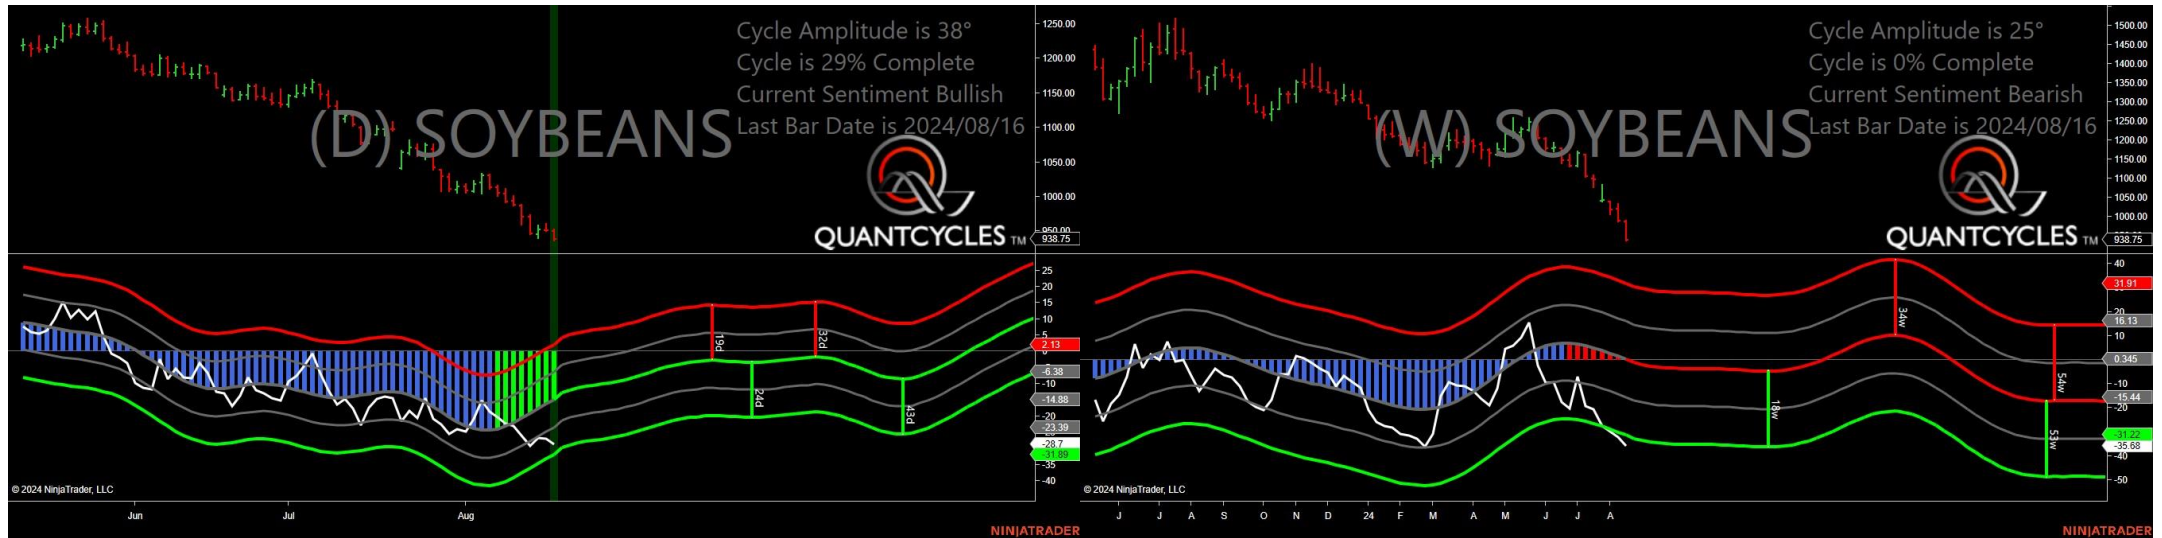 Cycle Amplitude is 38°
Cycle is 29% Complete
Current Sentiment Bullish
Last Bar Date is 2024/08/16
(D) SOYBEANS
QUANTCYCLES TM
1250.00
1200.00
1150.00
1100.00
1050.00
1000.00
950.00
938.75
25
20
15
10
5
2.13
-6.38
-10
-14.88
-20
-23.39
-28.7
-31.89
-35
-40
19d
32d
24d
43d
© 2024 NinjaTrader, LLC
Jun Jul Aug
NINJATRADER
Cycle Amplitude is 25°
Cycle is 0% Complete
Current Sentiment Bearish
Last Bar Date is 2024/08/16
(W) SOYBEANS
QUANTCYCLES TM
1500.00
1450.00
1400.00
1350.00
1300.00
1250.00
1200.00
1150.00
1100.00
1050.00
1000.00
938.75
40
31.91
20
16.13
10
0.345
-10
-15.44
-20
-31.22
-35.68
-40
-50
34w
18w
54w
53w
© 2024 NinjaTrader, LLC
J J A S O N D 24 F M A M J J A
NINJATRADER